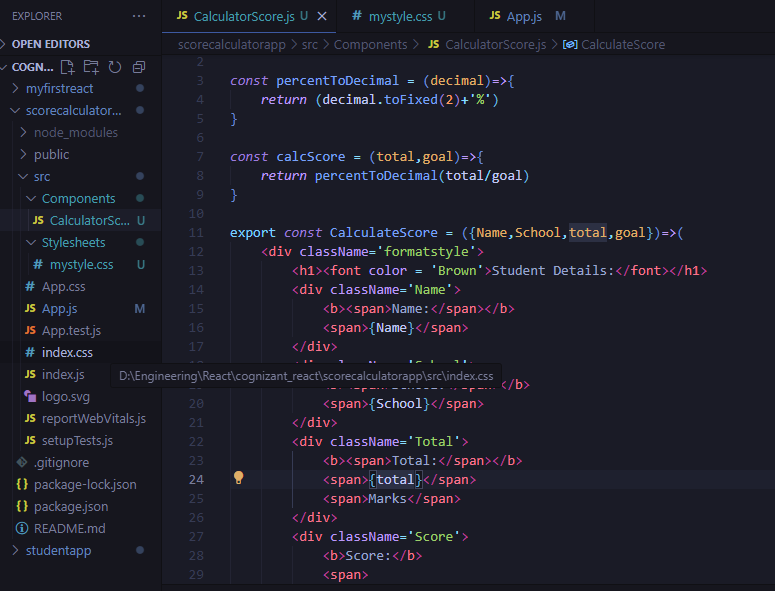 EXPLORER ...
OPEN EDITORS
COGN...
myfirstreact
scorecalculator...
node_modules
public
src
Components
JS CalculatorSc... U
Stylesheets
# mystyle.css U
# App.css
JS App.js M
JS App.test.js
# index.css
JS index.js
logo.svg
JS reportWebVitals.js
JS setupTests.js
.gitignore
{} package-lock.json
{} package.json
README.md
studentapp
JS CalculatorScore.js U
# mystyle.css U
JS App.js M
scorecalculatorapp > src > Components > JS CalculatorScore.js > CalculateScore
2
3 const percentToDecimal = (decimal)=>{
4 return (decimal.toFixed(2)+'%')
5 }
6
7 const calcScore = (total,goal)=>{
8 return percentToDecimal(total/goal)
9 }
10
11 export const CalculateScore = ({Name,School,total,goal})=>(
12 <div className='formatstyle'>
13 <h1><font color = 'Brown'>Student Details:</font></h1>
14 <div className='Name'>
15 <b><span>Name:</span></b>
16 <span>{Name}</span>
17 </div>
D:\Engineering\React\cognizant_react\scorecalculatorapp\src\index.css
20 <span>{School}</span>
21 </div>
22 <div className='Total'>
23 <b><span>Total:</span></b>
24 <span>{total}</span>
25 <span>Marks</span>
26 </div>
27 <div className='Score'>
28 <b>Score:</b>
29 <span>